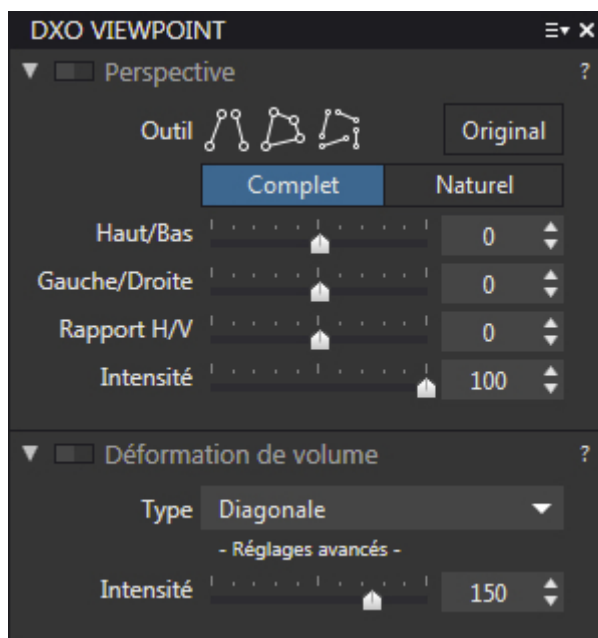 DXO VIEWPOINT
Perspective ?
Outil Original
Complet Naturel
Haut/Bas 0
Gauche/Droite 0
Rapport H/V 0
Intensité 100
Déformation de volume ?
Type Diagonale
- Réglages avancés -
Intensité 150